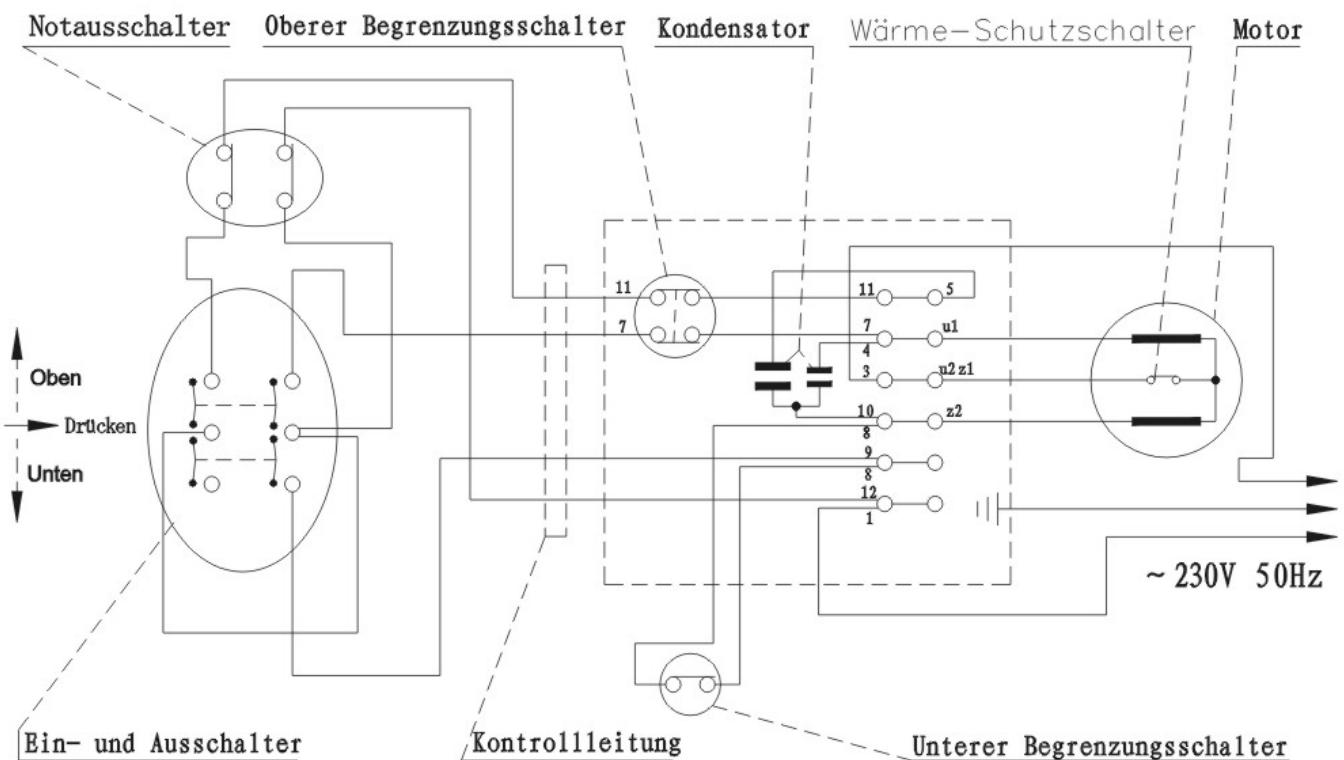 Notausschalter Oberer Begrenzungsschalter Kondensator Wärme-Schutzschalter Motor
11 11 5
7 7 u1
4
Oben 3 u2 z1
Drücken 10 z2
8
Unten 9
8
12
1
~ 230V 50Hz
Ein- und Ausschalter Kontrollleitung Unterer Begrenzungsschalter